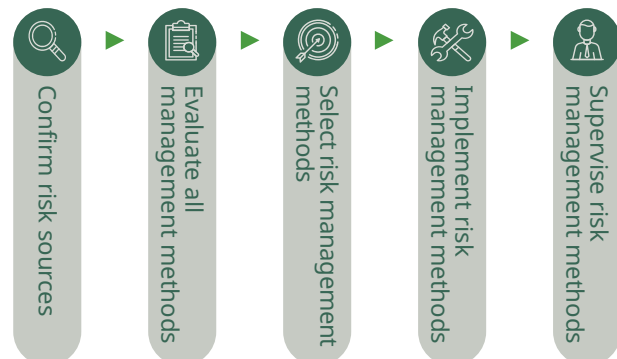 Confirm risk sources
Evaluate all
management methods
Select risk management
methods
Implement risk
management methods
Supervise risk
management methods